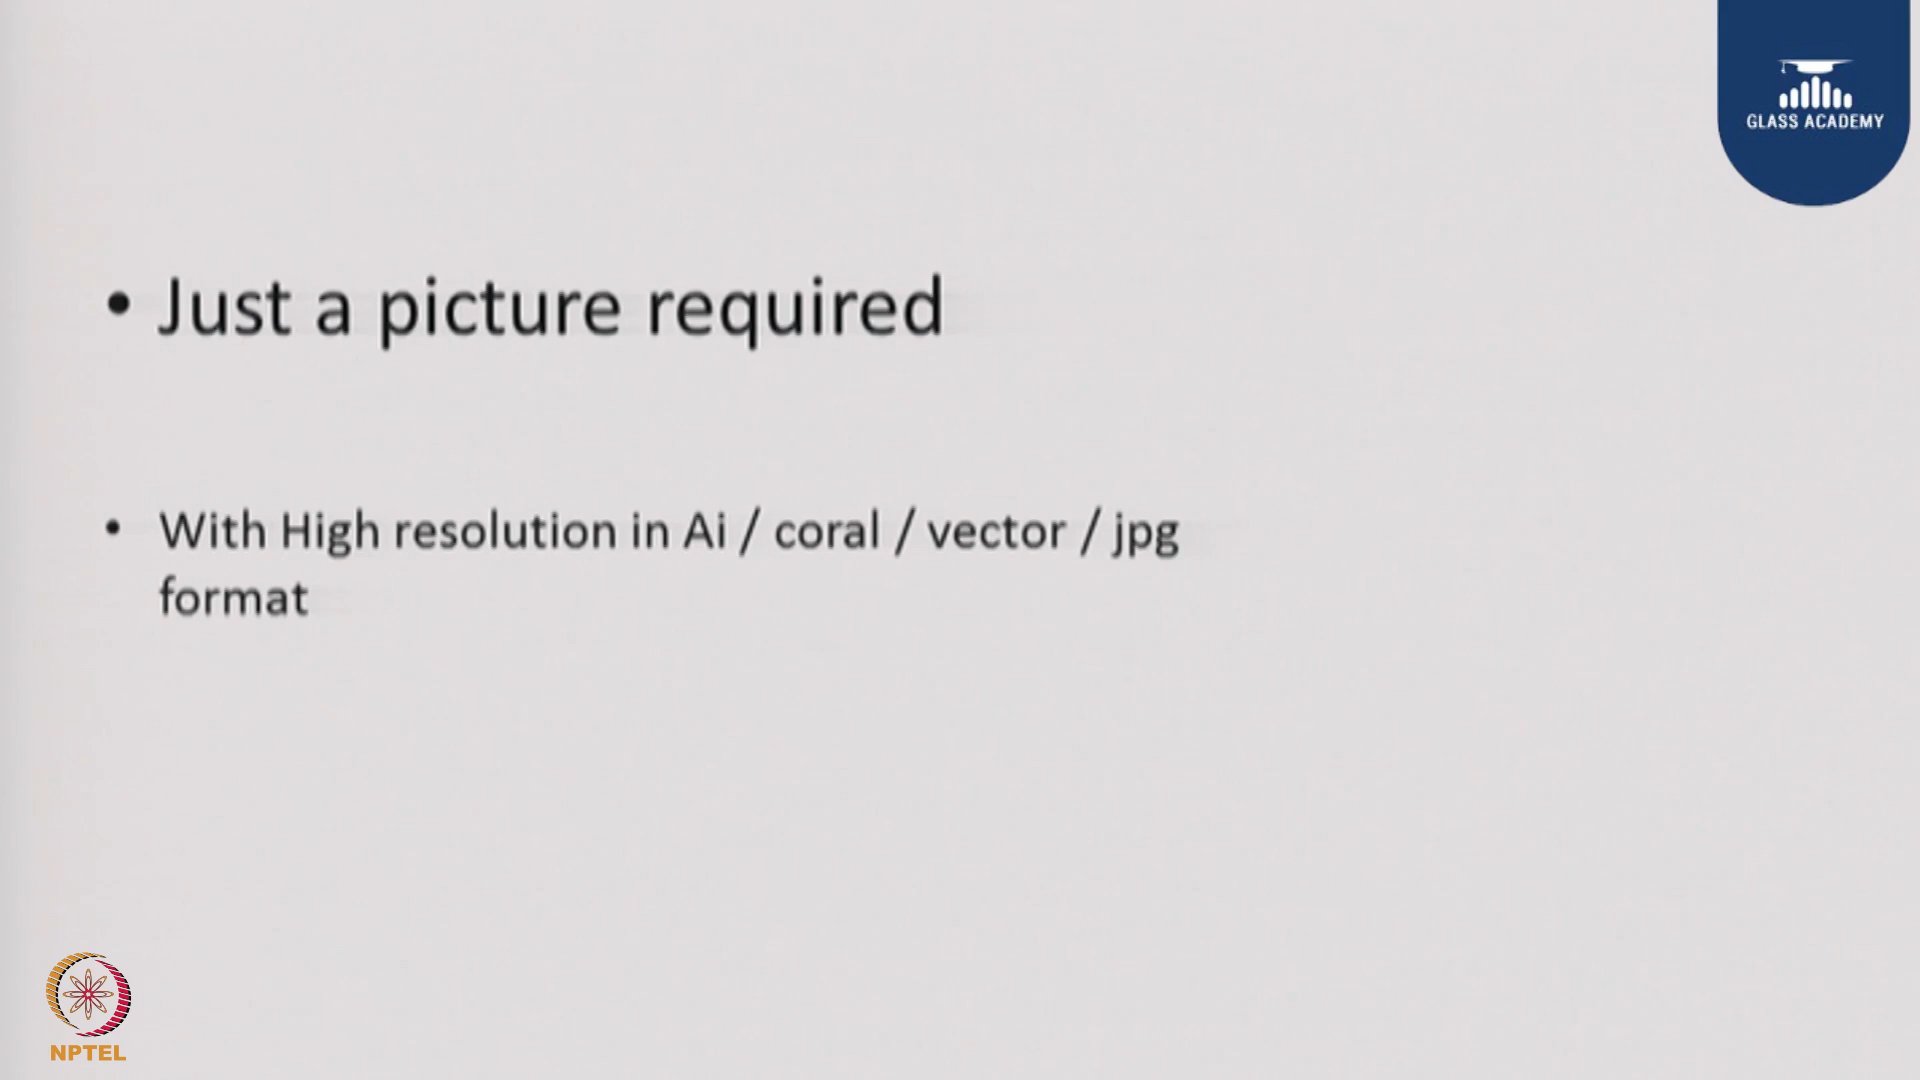 GLASS ACADEMY
• Just a picture required
• With High resolution in Ai / coral / vector / jpg
format
NPTEL